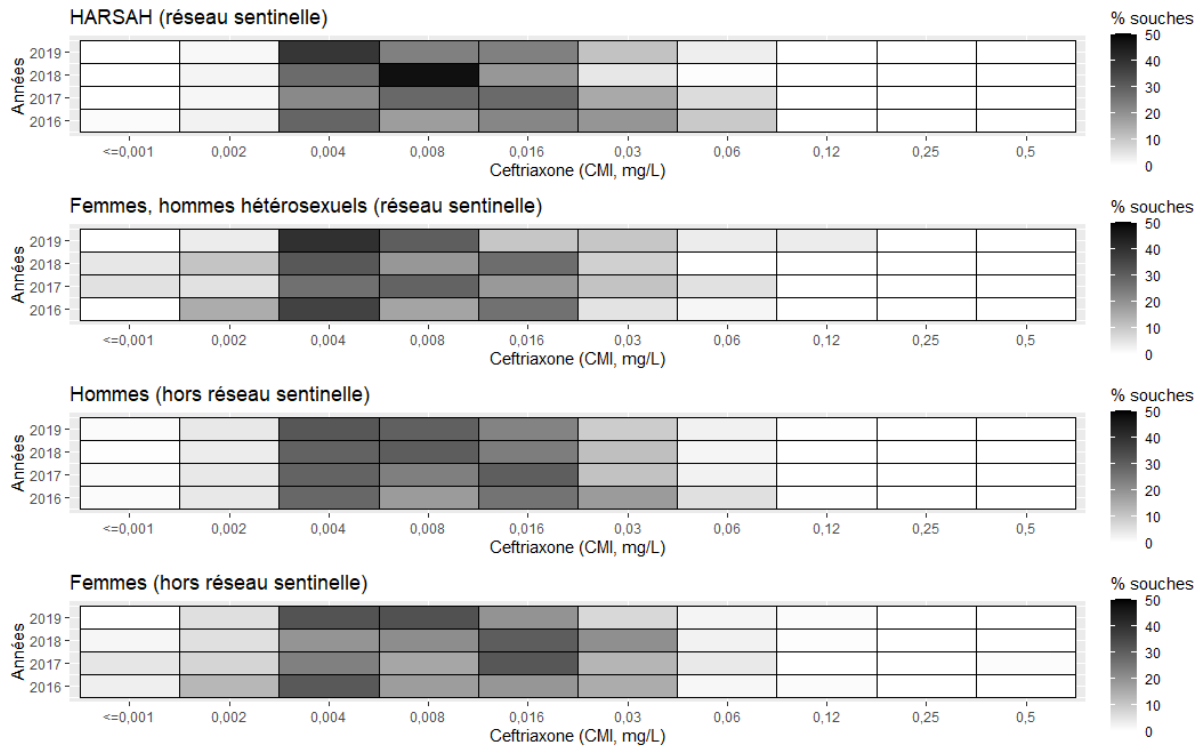 HARSAH (réseau sentinelle)
% souches
50
40
30
20
10
0
Années
2019
2018
2017
2016
<=0,001 0,002 0,004 0,008 0,016 0,03 0,06 0,12 0,25 0,5
Ceftriaxone (CMI, mg/L)
Femmes, hommes hétérosexuels (réseau sentinelle)
% souches
50
40
30
20
10
0
Années
2019
2018
2017
2016
<=0,001 0,002 0,004 0,008 0,016 0,03 0,06 0,12 0,25 0,5
Ceftriaxone (CMI, mg/L)
Hommes (hors réseau sentinelle)
% souches
50
40
30
20
10
0
Années
2019
2018
2017
2016
<=0,001 0,002 0,004 0,008 0,016 0,03 0,06 0,12 0,25 0,5
Ceftriaxone (CMI, mg/L)
Femmes (hors réseau sentinelle)
% souches
50
40
30
20
10
0
Années
2019
2018
2017
2016
<=0,001 0,002 0,004 0,008 0,016 0,03 0,06 0,12 0,25 0,5
Ceftriaxone (CMI, mg/L)